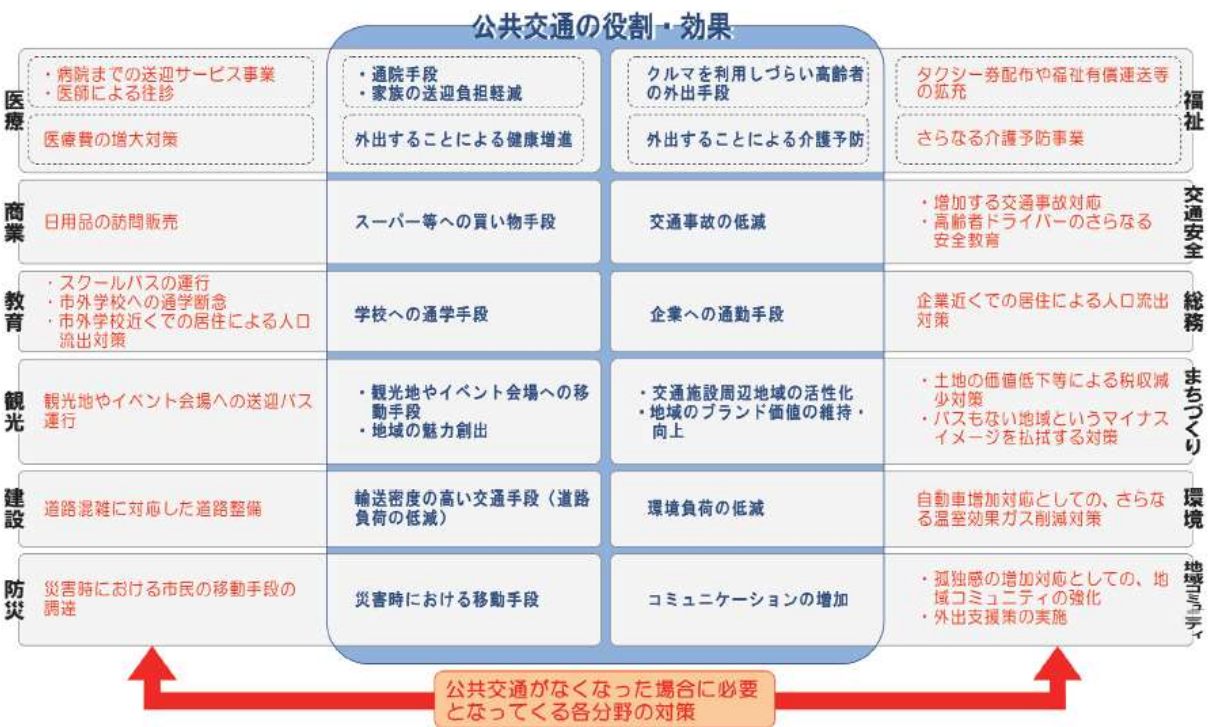 公共交通の役割・効果
医療
・病院までの送迎サービス事業
・医師による往診
・通院手段
・家族の送迎負担軽減
クルマを利用しづらい高齢者
の外出手段
タクシー券配布や福祉有償運送等
の拡充
福祉
医療費の増大対策
外出することによる健康増進
外出することによる介護予防
さらなる介護予防事業
商業
日用品の訪問販売
スーパー等への買い物手段
交通事故の低減
・増加する交通事故対応
・高齢者ドライバーのさらなる
安全教育
交通安全
教育
・スクールバスの運行
・市外学校への通学断念
・市外学校近くでの居住による人口
流出対策
学校への通学手段
企業への通勤手段
企業近くでの居住による人口流出
対策
総務
観光
観光地やイベント会場への送迎バス
運行
・観光地やイベント会場への移
動手段
・地域の魅力創出
・交通施設周辺地域の活性化
・地域のブランド価値の維持・
向上
・土地の価値低下等による税収減
少対策
・バスもない地域というマイナス
イメージを払拭する対策
まちづくり
建設
道路混雑に対応した道路整備
輸送密度の高い交通手段（道路
負荷の低減）
環境負荷の低減
自動車増加対応としての、さらな
る温室効果ガス削減対策
環境
防災
災害時における市民の移動手段の
調達
災害時における移動手段
コミュニケーションの増加
・孤独感の増加対応としての、地
域コミュニティの強化
・外出支援策の実施
地域コミュニティ
公共交通がなくなった場合に必要
となってくる各分野の対策